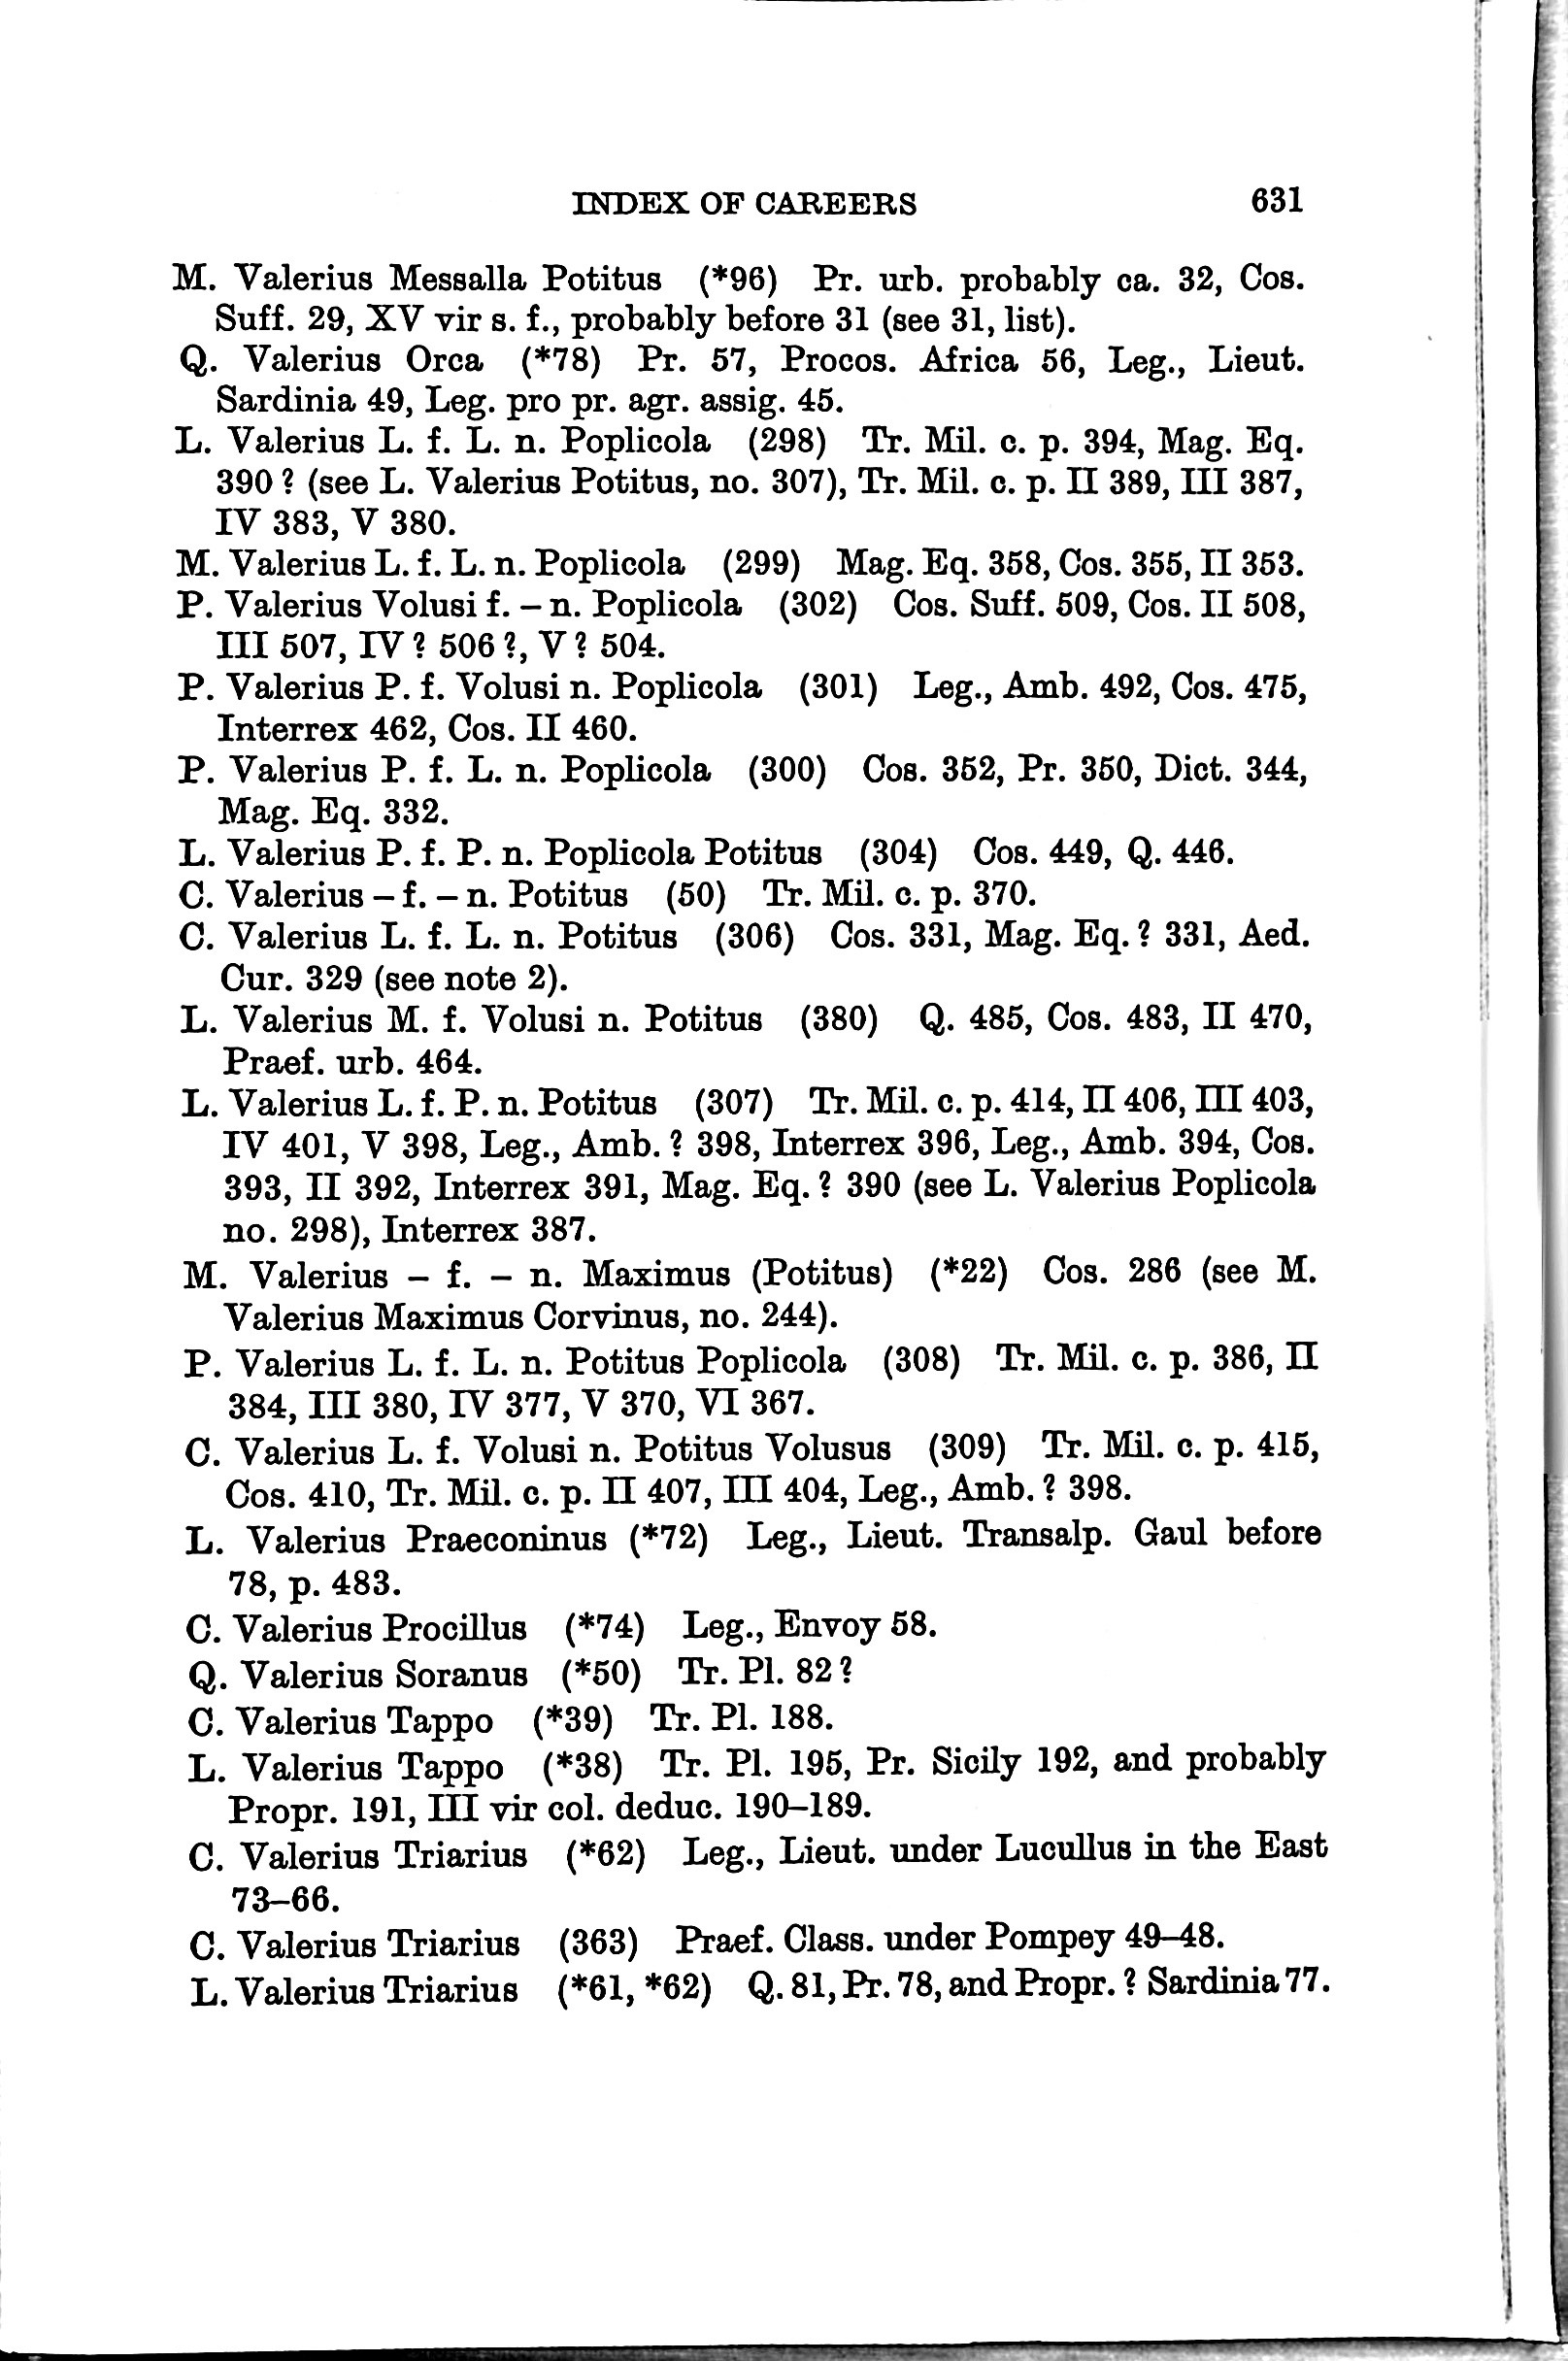 INDEX OF CAREERS 631
M. Valerius Messalla Potitus (*96) Pr. urb. probably ca. 32, Cos.
Suff. 29, XV vir s. f., probably before 31 (see 31, list).
Q. Valerius Orca (*78) Pr. 57, Procos. Africa 56, Leg., Lieut.
Sardinia 49, Leg. pro pr. agr. assig. 45.
L. Valerius L. f. L. n. Poplicola (298) Tr. Mil. c. p. 394, Mag. Eq.
390 ? (see L. Valerius Potitus, no. 307), Tr. Mil. c. p. II 389, III 387,
IV 383, V 380.
M. Valerius L. f. L. n. Poplicola (299) Mag. Eq. 358, Cos. 355, II 353.
P. Valerius Volusi f. – n. Poplicola (302) Cos. Suff. 509, Cos. II 508,
III 507, IV ? 506 ?, V ? 504.
P. Valerius P. f. Volusi n. Poplicola (301) Leg., Amb. 492, Cos. 475,
Interrex 462, Cos. II 460.
P. Valerius P. f. L. n. Poplicola (300) Cos. 352, Pr. 350, Dict. 344,
Mag. Eq. 332.
L. Valerius P. f. P. n. Poplicola Potitus (304) Cos. 449, Q. 446.
C. Valerius – f. – n. Potitus (50) Tr. Mil. c. p. 370.
C. Valerius L. f. L. n. Potitus (306) Cos. 331, Mag. Eq. ? 331, Aed.
Cur. 329 (see note 2).
L. Valerius M. f. Volusi n. Potitus (380) Q. 485, Cos. 483, II 470,
Praef. urb. 464.
L. Valerius L. f. P. n. Potitus (307) Tr. Mil. c. p. 414, II 406, III 403,
IV 401, V 398, Leg., Amb. ? 398, Interrex 396, Leg., Amb. 394, Cos.
393, II 392, Interrex 391, Mag. Eq. ? 390 (see L. Valerius Poplicola
no. 298), Interrex 387.
M. Valerius – f. – n. Maximus (Potitus) (*22) Cos. 286 (see M.
Valerius Maximus Corvinus, no. 244).
P. Valerius L. f. L. n. Potitus Poplicola (308) Tr. Mil. c. p. 386, II
384, III 380, IV 377, V 370, VI 367.
C. Valerius L. f. Volusi n. Potitus Volusus (309) Tr. Mil. c. p. 415,
Cos. 410, Tr. Mil. c. p. II 407, III 404, Leg., Amb. ? 398.
L. Valerius Praeconinus (*72) Leg., Lieut. Transalp. Gaul before
78, p. 483.
C. Valerius Procillus (*74) Leg., Envoy 58.
Q. Valerius Soranus (*50) Tr. Pl. 82 ?
C. Valerius Tappo (*39) Tr. Pl. 188.
L. Valerius Tappo (*38) Tr. Pl. 195, Pr. Sicily 192, and probably
Propr. 191, III vir col. deduc. 190–189.
C. Valerius Triarius (*62) Leg., Lieut. under Lucullus in the East
73–66.
C. Valerius Triarius (363) Praef. Class. under Pompey 49–48.
L. Valerius Triarius (*61, *62) Q. 81, Pr. 78, and Propr. ? Sardinia 77.